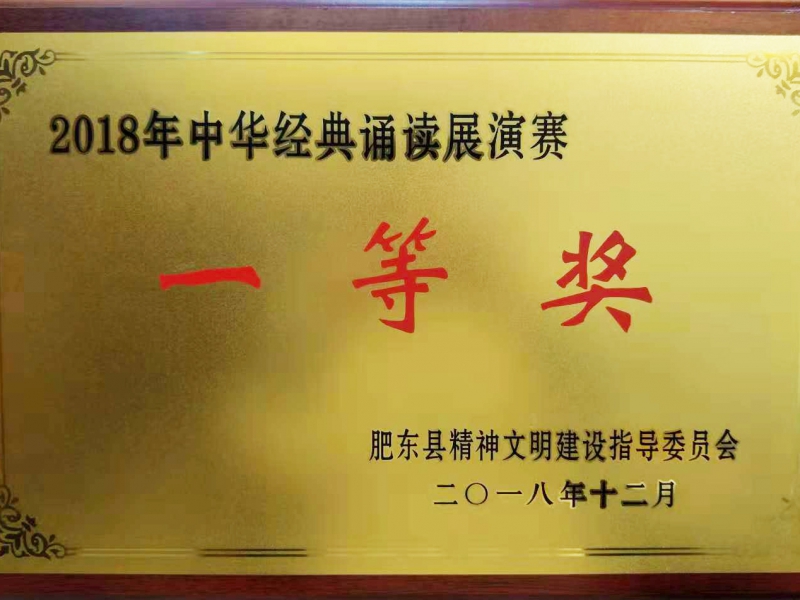 2018年中华经典诵读展演赛
一等奖
肥东县精神文明建设指导委员会
二〇一八年十二月